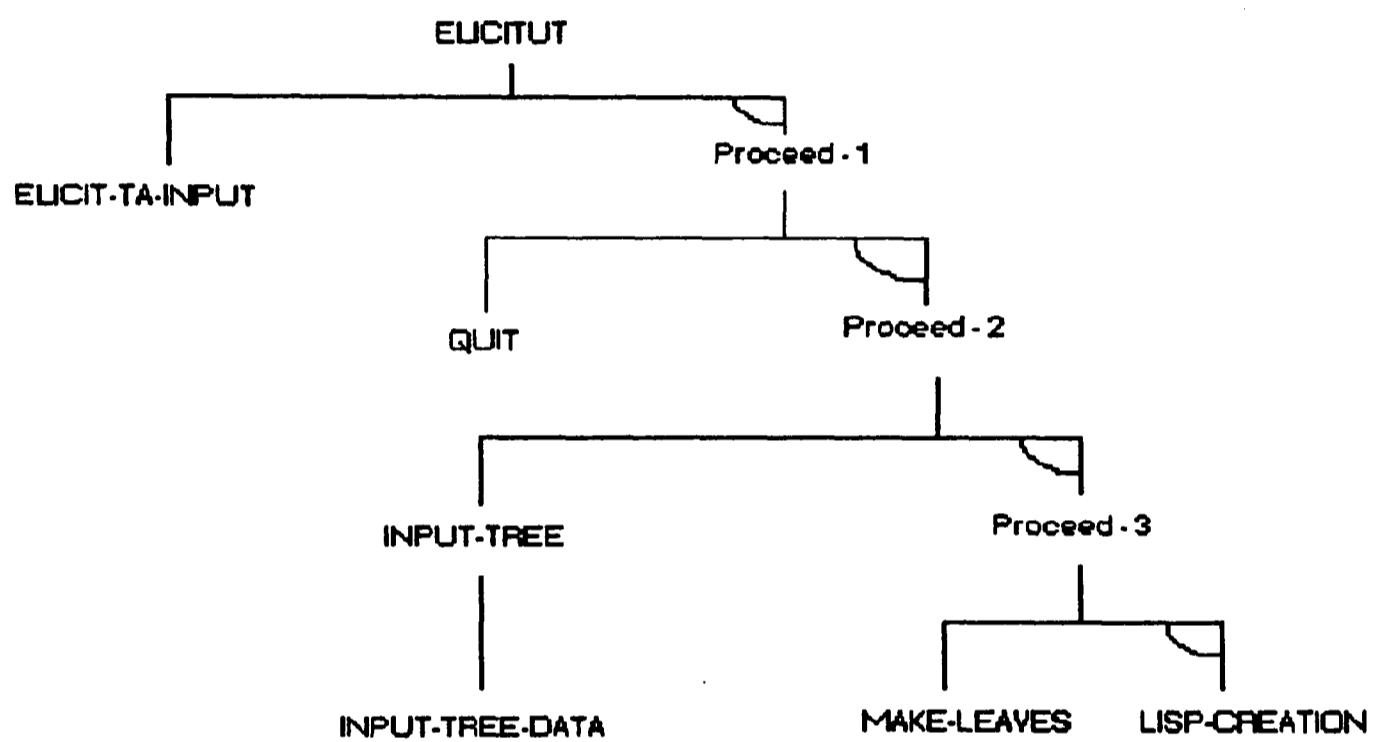 ELICITUT
Proceed-1
ELICIT-TA-INPUT
QUIT
Proceed-2
INPUT-TREE
Proceed-3
INPUT-TREE-DATA
MAKE-LEAVES
LISP-CREATION